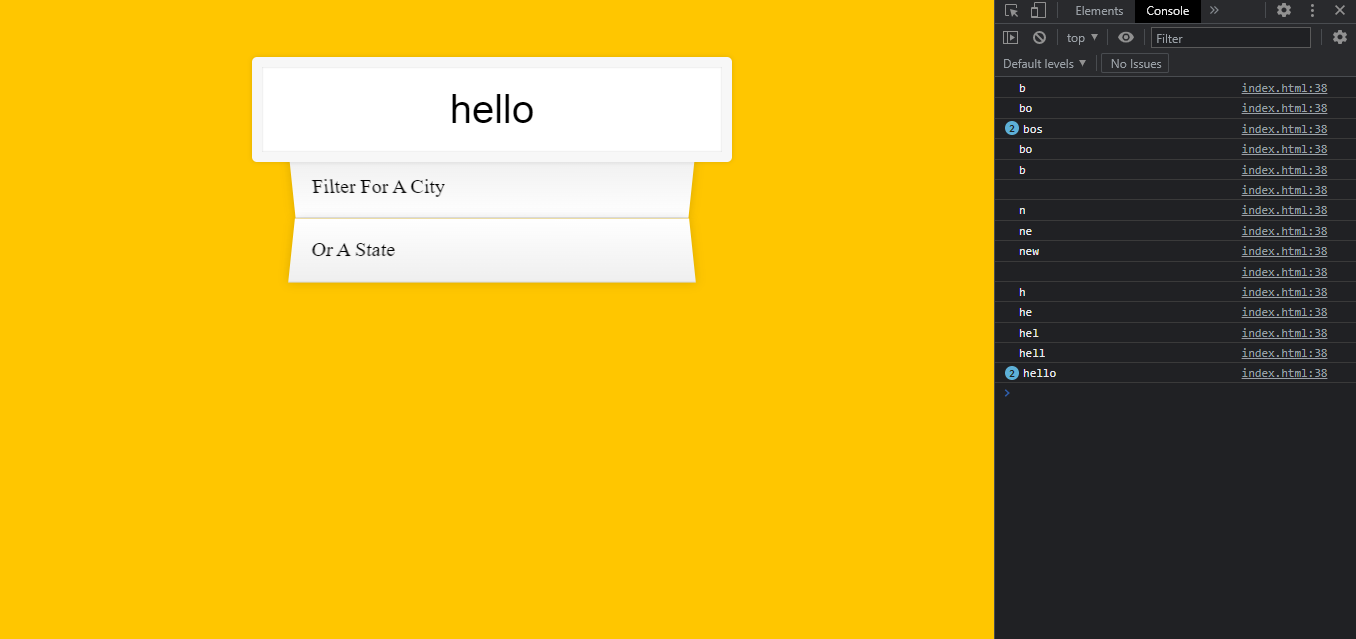 hello
Filter For A City
Or A State
Elements Console »
top ▼ Filter
Default levels ▼ No Issues
b index.html:38
bo index.html:38
2 bos index.html:38
bo index.html:38
b index.html:38
index.html:38
n index.html:38
ne index.html:38
new index.html:38
index.html:38
h index.html:38
he index.html:38
hel index.html:38
hell index.html:38
2 hello index.html:38
>